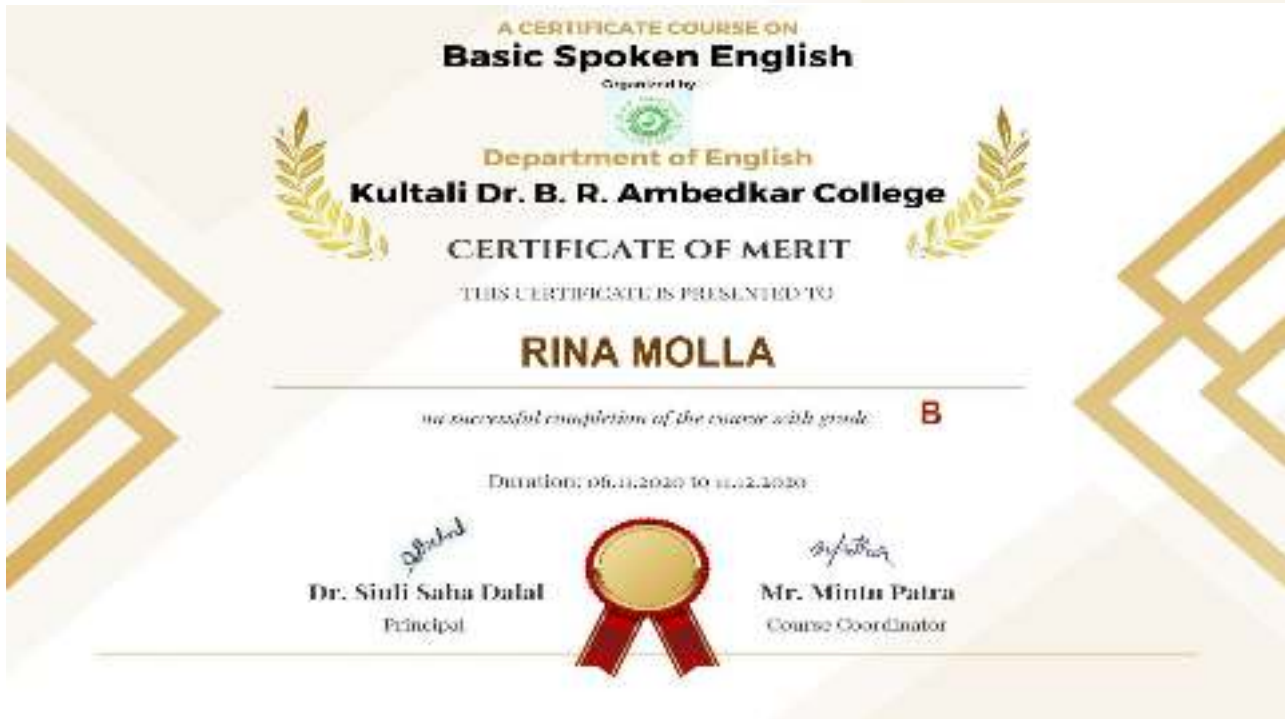 A CERTIFICATE COURSE ON
Basic Spoken English
Organized by
Department of English
Kultali Dr. B. R. Ambedkar College
CERTIFICATE OF MERIT
THIS CERTIFICATE IS PRESENTED TO
RINA MOLLA
on successful completion of the course with grade B
Duration: 06.11.2020 to 11.12.2020
Dr. Siuli Saha Dalal Mr. Mintu Patra
Principal Course Coordinator